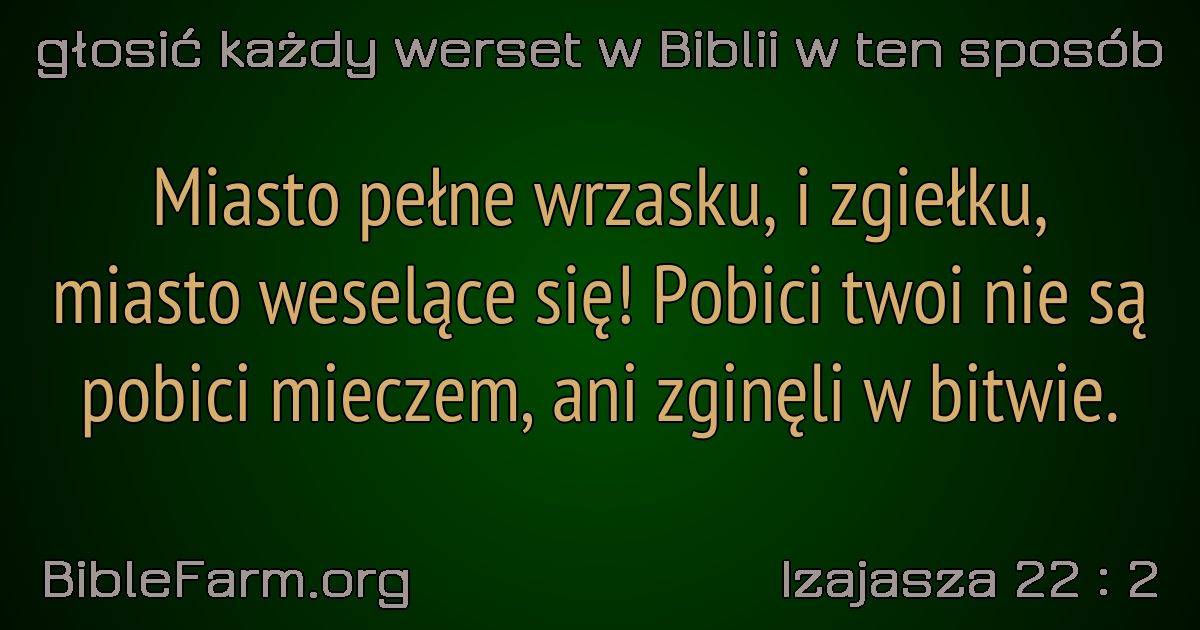 głosić każdy werset w Biblii w ten sposób
Miasto pełne wrzasku, i zgiełku,
miasto weselące się! Pobici twoi nie są
pobici mieczem, ani zginęli w bitwie.
BibleFarm.org
Izajasza 22 : 2